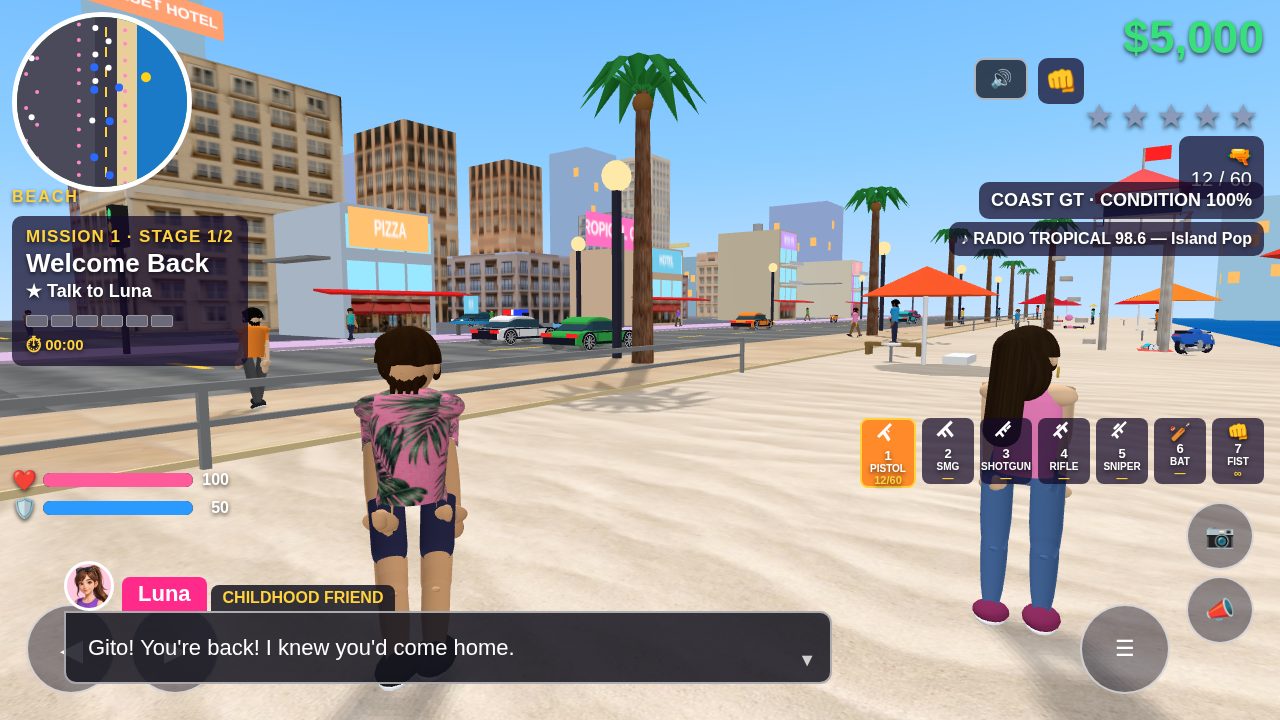 SET HOTEL
$5,000
12 / 60
BEACH
COAST GT · CONDITION 100%
♪ RADIO TROPICAL 98.6 — Island Pop
MISSION 1 · STAGE 1/2
Welcome Back
★ Talk to Luna
00:00
PIZZA
HOTEL
1
PISTOL
12/60
2
SMG
—
3
SHOTGUN
—
4
RIFLE
—
5
SNIPER
—
6
BAT
—
7
FIST
∞
100
50
Luna
CHILDHOOD FRIEND
Gito! You're back! I knew you'd come home.